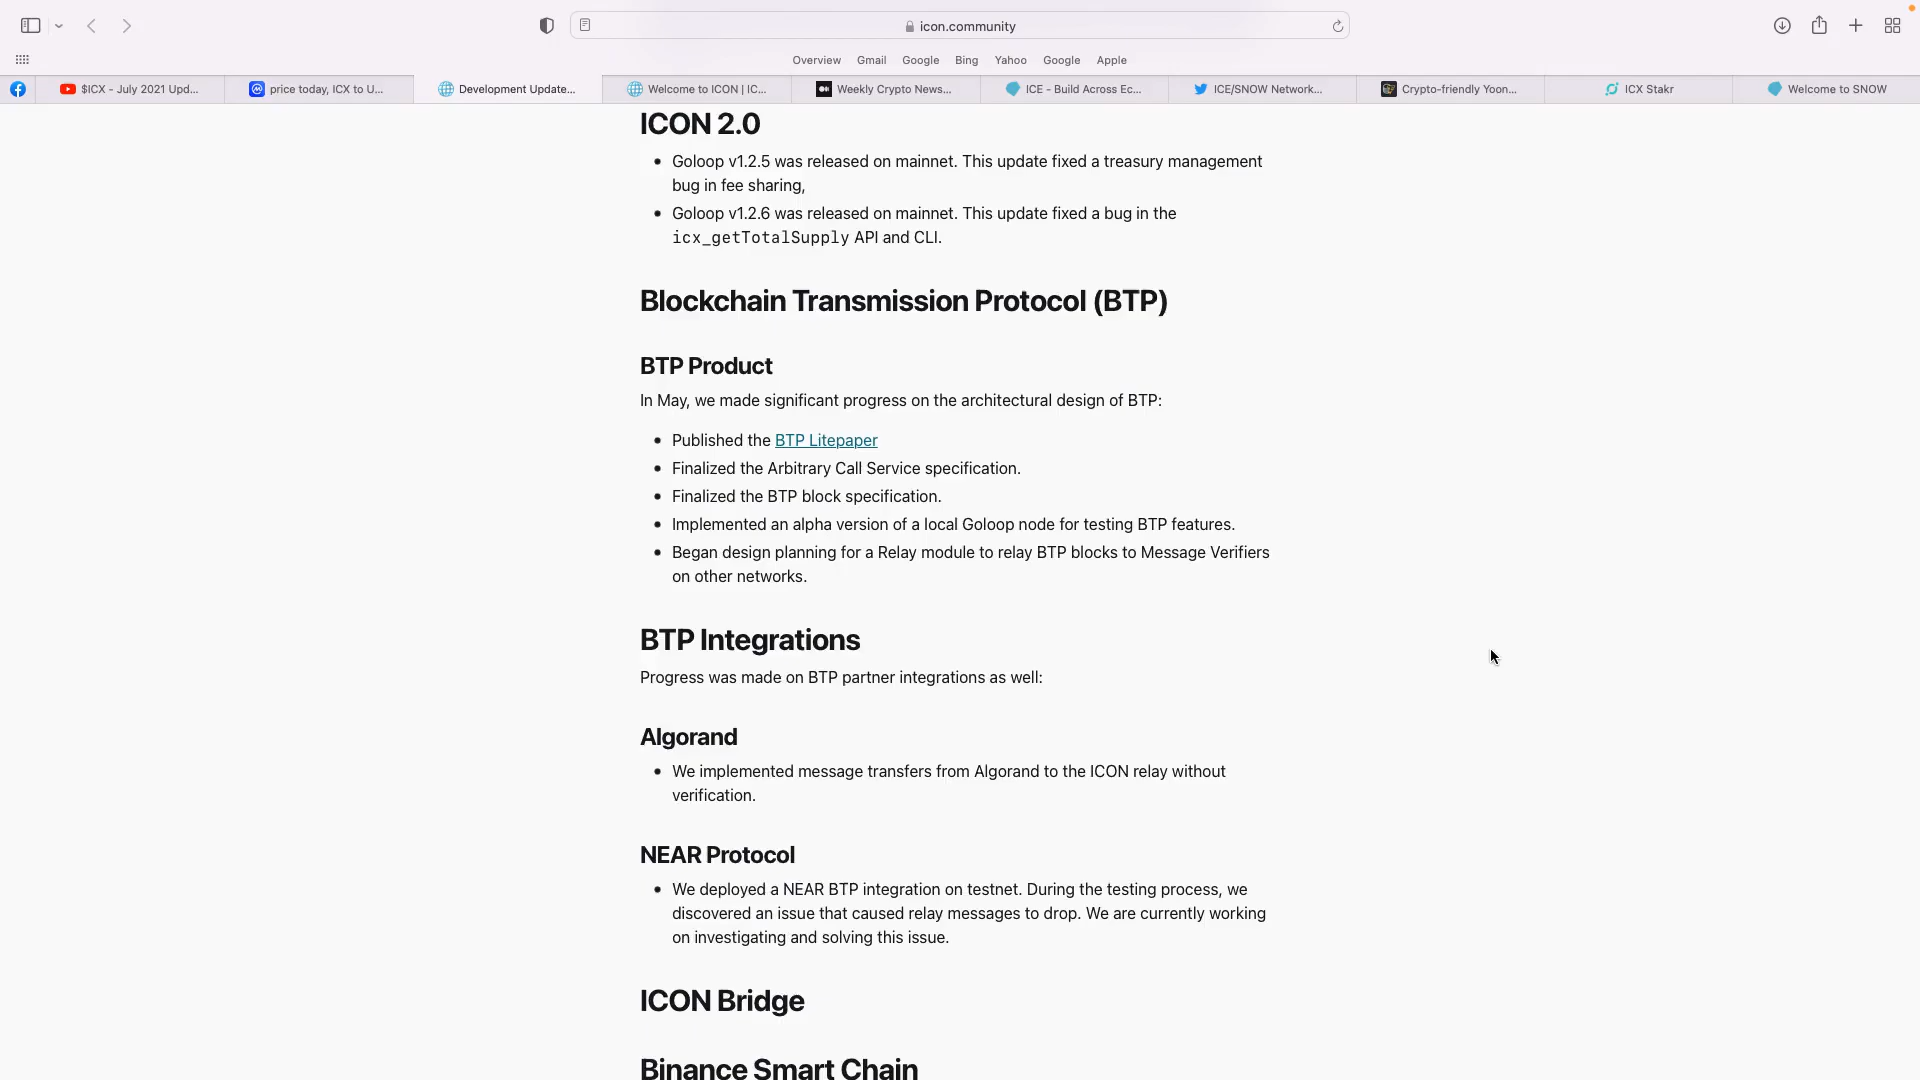 icon.community
Overview Gmail Google Bing Yahoo Google Apple
$ICX - July 2021 Upd... price today, ICX to U... Development Update... Welcome to ICON | IC... Weekly Crypto News... ICE - Build Across Ec... ICE/SNOW Network... Crypto-friendly Yoon... ICX Stakr Welcome to SNOW
ICON 2.0
• Goloop v1.2.5 was released on mainnet. This update fixed a treasury management
bug in fee sharing,
• Goloop v1.2.6 was released on mainnet. This update fixed a bug in the
icx_getTotalSupply API and CLI.
Blockchain Transmission Protocol (BTP)
BTP Product
In May, we made significant progress on the architectural design of BTP:
• Published the BTP Litepaper
• Finalized the Arbitrary Call Service specification.
• Finalized the BTP block specification.
• Implemented an alpha version of a local Goloop node for testing BTP features.
• Began design planning for a Relay module to relay BTP blocks to Message Verifiers
on other networks.
BTP Integrations
Progress was made on BTP partner integrations as well:
Algorand
• We implemented message transfers from Algorand to the ICON relay without
verification.
NEAR Protocol
• We deployed a NEAR BTP integration on testnet. During the testing process, we
discovered an issue that caused relay messages to drop. We are currently working
on investigating and solving this issue.
ICON Bridge
Binance Smart Chain